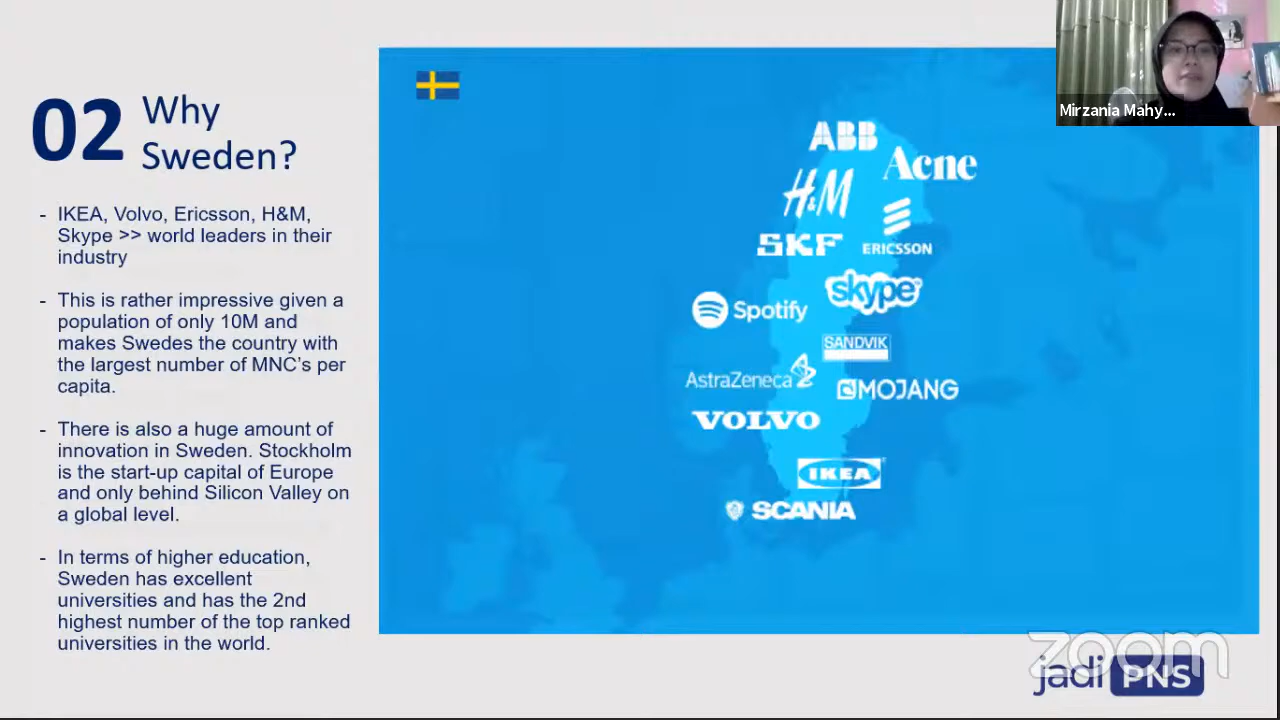 02 Why
Sweden?
- IKEA, Volvo, Ericsson, H&M,
Skype >> world leaders in their
industry
- This is rather impressive given a
population of only 10M and
makes Swedes the country with
the largest number of MNC's per
capita.
- There is also a huge amount of
innovation in Sweden. Stockholm
is the start-up capital of Europe
and only behind Silicon Valley on
a global level.
- In terms of higher education,
Sweden has excellent
universities and has the 2nd
highest number of the top ranked
universities in the world.
ABB
Acne
H&M
SKF
ERICSSON
skype
Spotify
SANDVIK
AstraZeneca
MOJANG
VOLVO
IKEA
SCANIA
Mirzania Mahy...
zoom
jadi PNS